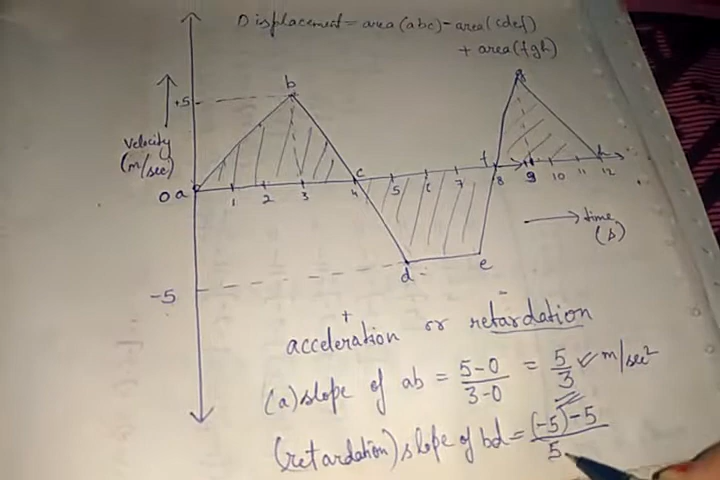 Displacement = area(abc) - area(cdef)
+ area(fgh)
+5
velocity
(m/sec)
b
g
0 a
1 2 3 4 c 5 6 7 f 8 9 10 11 h 12
time
(s)
-5
d
e
+ -
acceleration or retardation
(a) slope of ab = 5-0 / 3-0 = 5/3 m/sec²
(retardation) slope of bd = (-5)-5 / 5